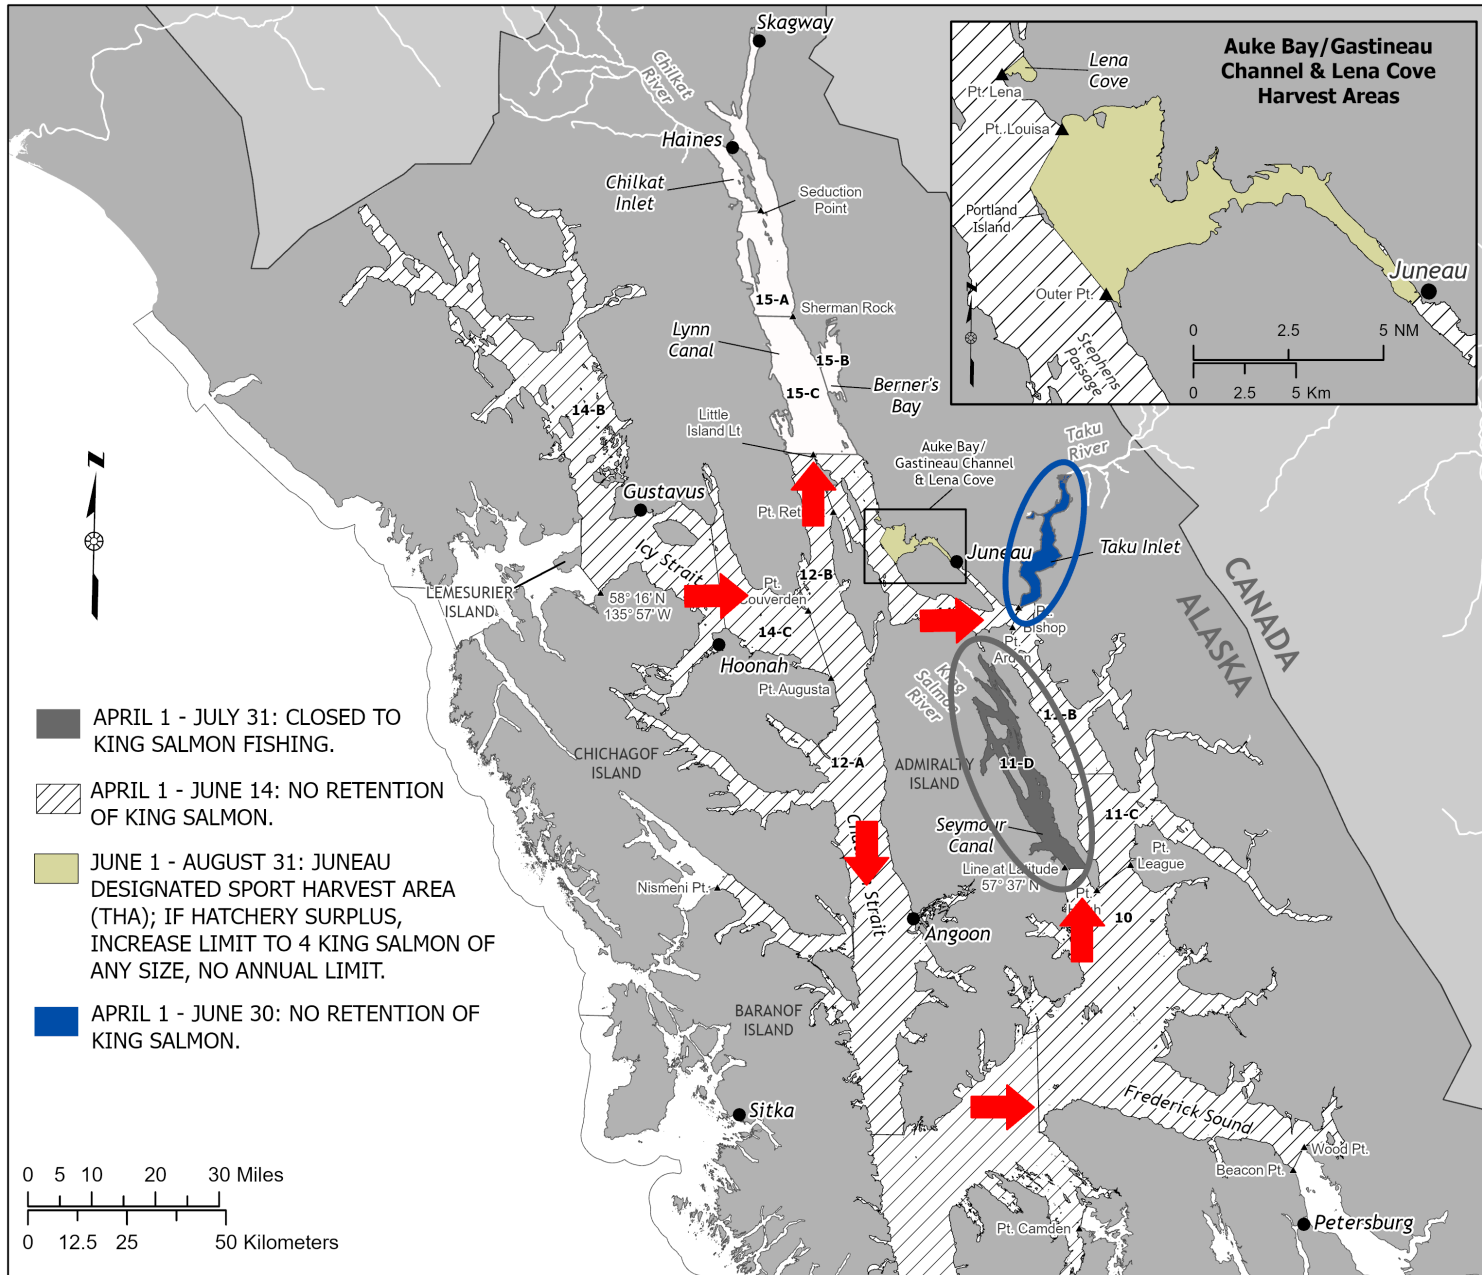 Skagway
Chilkat
River
Haines
Chilkat
Inlet
Seduction
Point
15-A
Sherman Rock
Lynn
Canal
15-B
15-C
Berner's
Bay
14-B
Little
Island Lt
Auke Bay/
Gastineau Channel
& Lena Cove
Taku
River
Gustavus
Pt. Ret
Juneau
Taku Inlet
Icy Strait
12-B
Pt.
Couverden
LEMESURIER
ISLAND
58° 16' N
135° 57' W
14-C
Pt.
Bishop
Pt.
Arden
CANADA
ALASKA
Hoonah
Pt. Augusta
King
Salmon
River
11-B
CHICHAGOF
ISLAND
12-A
ADMIRALTY
ISLAND
11-D
11-C
Seymour
Canal
Pt.
League
Line at Latitude
57° 37' N
Nismeni Pt.
Strait
Pt.
10
Angoon
BARANOF
ISLAND
Sitka
Frederick Sound
Wood Pt.
Beacon Pt.
Pt. Camden
Petersburg
N
Auke Bay/Gastineau
Channel & Lena Cove
Harvest Areas
Lena
Cove
Pt. Lena
Pt. Louisa
Portland
Island
Outer Pt.
Juneau
Stephens
Passage
0 2.5 5 NM
0 2.5 5 Km
APRIL 1 - JULY 31: CLOSED TO
KING SALMON FISHING.
APRIL 1 - JUNE 14: NO RETENTION
OF KING SALMON.
JUNE 1 - AUGUST 31: JUNEAU
DESIGNATED SPORT HARVEST AREA
(THA); IF HATCHERY SURPLUS,
INCREASE LIMIT TO 4 KING SALMON OF
ANY SIZE, NO ANNUAL LIMIT.
APRIL 1 - JUNE 30: NO RETENTION OF
KING SALMON.
0 5 10 20 30 Miles
0 12.5 25 50 Kilometers